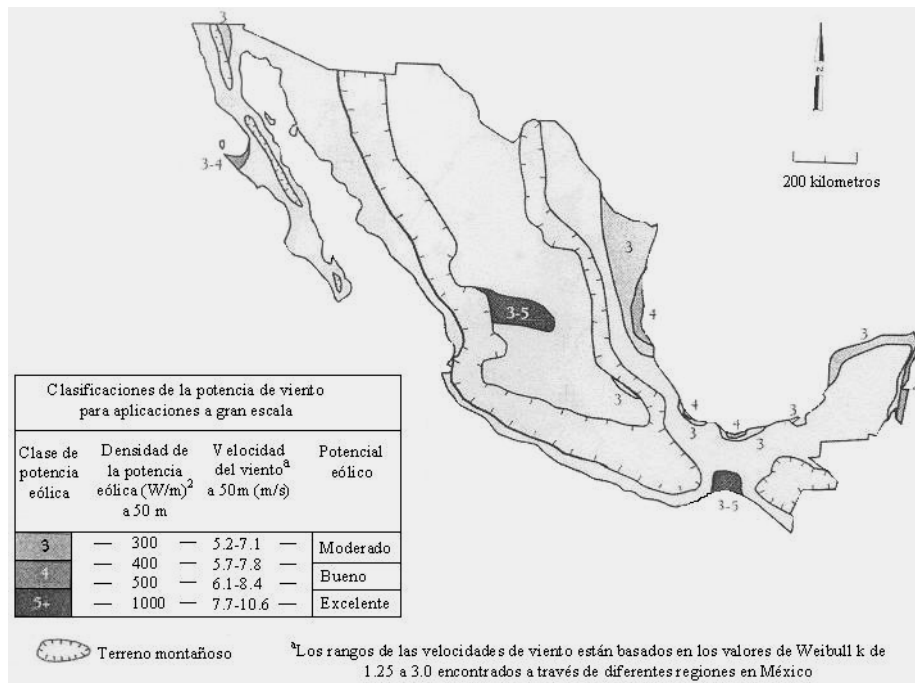 3
N
200 kilometros
3-4
3
4
3-5
3
3
4
3
4
3
3
3-5
Clasificaciones de la potencia de viento
para aplicaciones a gran escala
Clase de potencia eólica
Densidad de la potencia eólica (W/m)2 a 50 m
Velocidad del vientoa a 50m (m/s)
Potencial eólico
3
4
5+
— 300 — 5.2-7.1 —
— 400 — 5.7-7.8 —
— 500 — 6.1-8.4 —
— 1000 — 7.7-10.6 —
Moderado
Bueno
Excelente
Terreno montañoso
aLos rangos de las velocidades de viento están basados en los valores de Weibull k de
1.25 a 3.0 encontrados a través de diferentes regiones en México